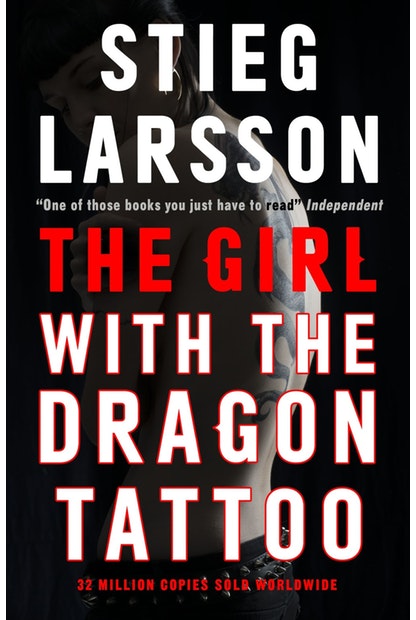 STIEG
LARSSON
“One of those books you just have to read” Independent
THE GIRL
WITH THE
DRAGON
TATTOO
32 MILLION COPIES SOLD WORLDWIDE